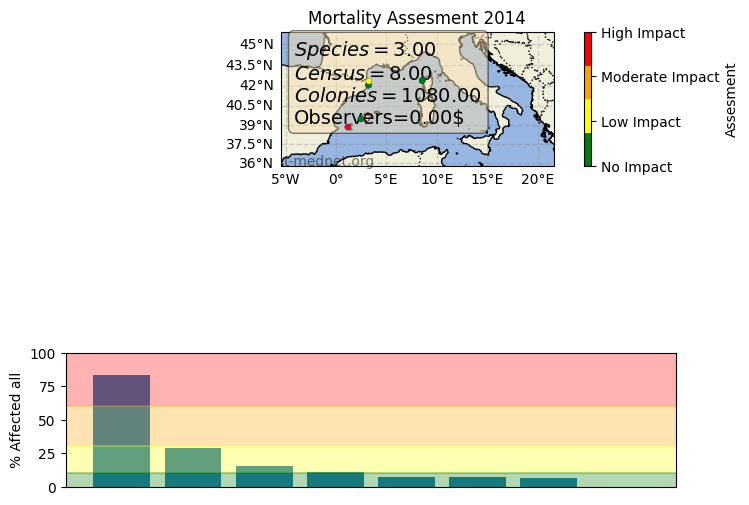 Mortality Assesment 2014
45°N
43.5°N
42°N
40.5°N
39°N
37.5°N
36°N
5°W 0° 5°E 10°E 15°E 20°E
Species = 3.00
Census = 8.00
Colonies = 1080.00
Observers=0.00$
t-mednet.org
High Impact
Moderate Impact
Low Impact
No Impact
Assesment
100
75
50
25
0
% Affected all